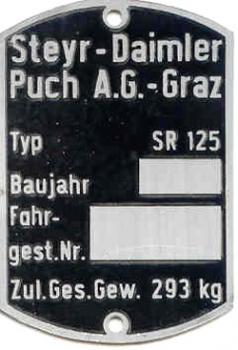 Steyr-Daimler
Puch A.G.-Graz
Typ SR 125
Baujahr
Fahr-
gest.Nr.
Zul.Ges.Gew. 293 kg